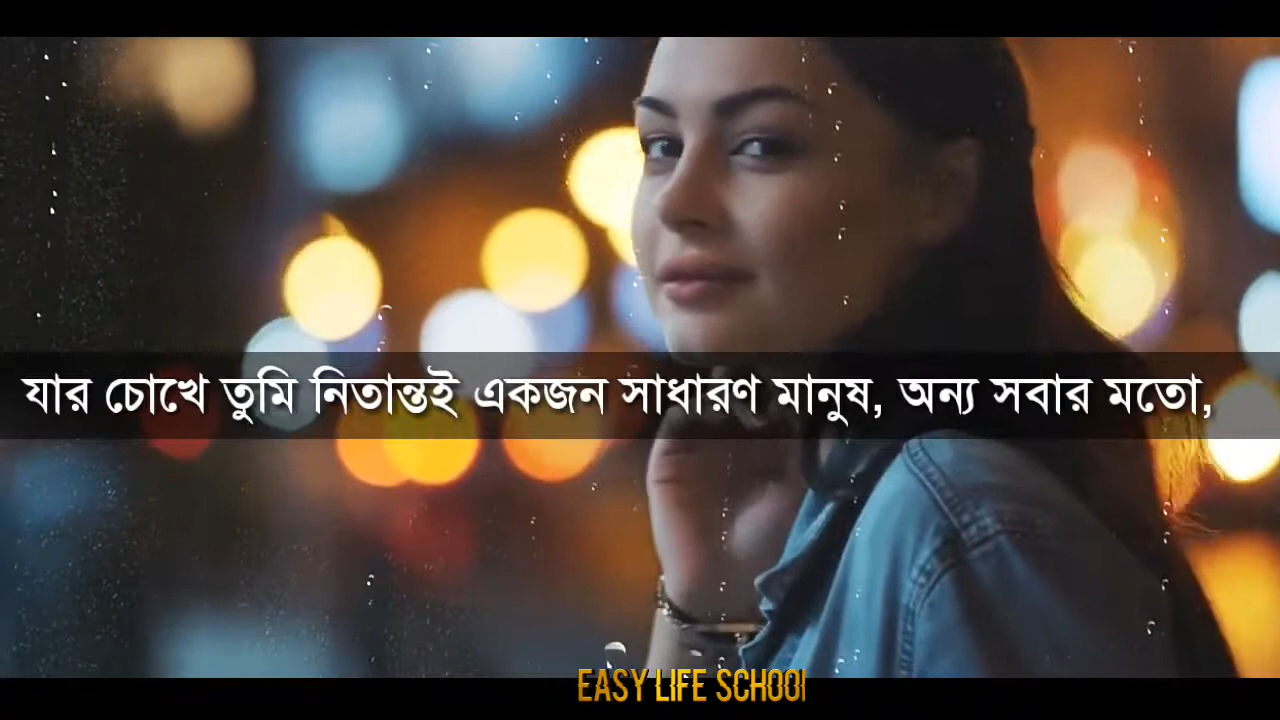 যার চোখে তুমি নিতান্তই একজন সাধারণ মানুষ, অন্য সবার মতো,
EASY LIFE SCHOOl